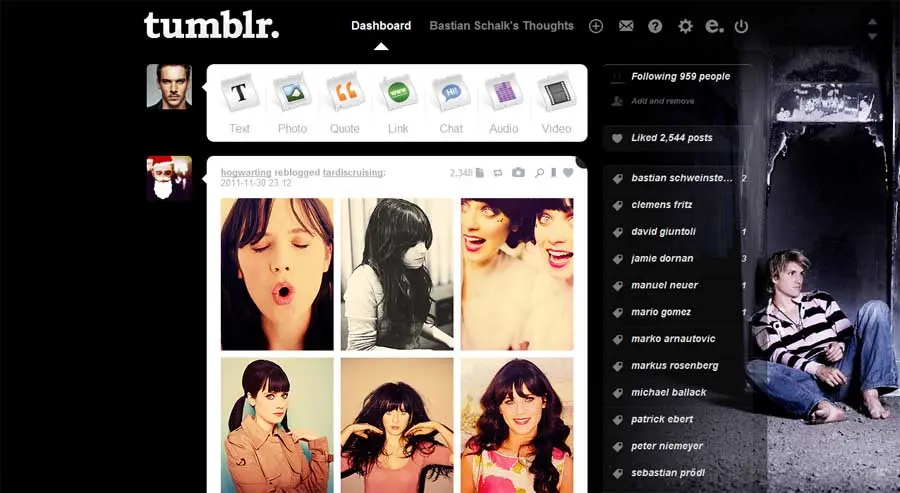 tumblr.
Dashboard
Bastian Schalk's Thoughts
e.
Following 959 people
T
www
Hi!
Text
Photo
Quote
Link
Chat
Audio
Video
Add and remove
Liked 2,544 posts
hogwarting reblogged tardiscruising:
2,348
2011-11-30 23:12
bastian schweinste... 2
clemens fritz
david giuntoli 1
jamie dornan 3
manuel neuer 1
mario gomez 1
marko arnautovic
markus rosenberg
michael ballack
patrick ebert
peter niemeyer
sebastian prödl